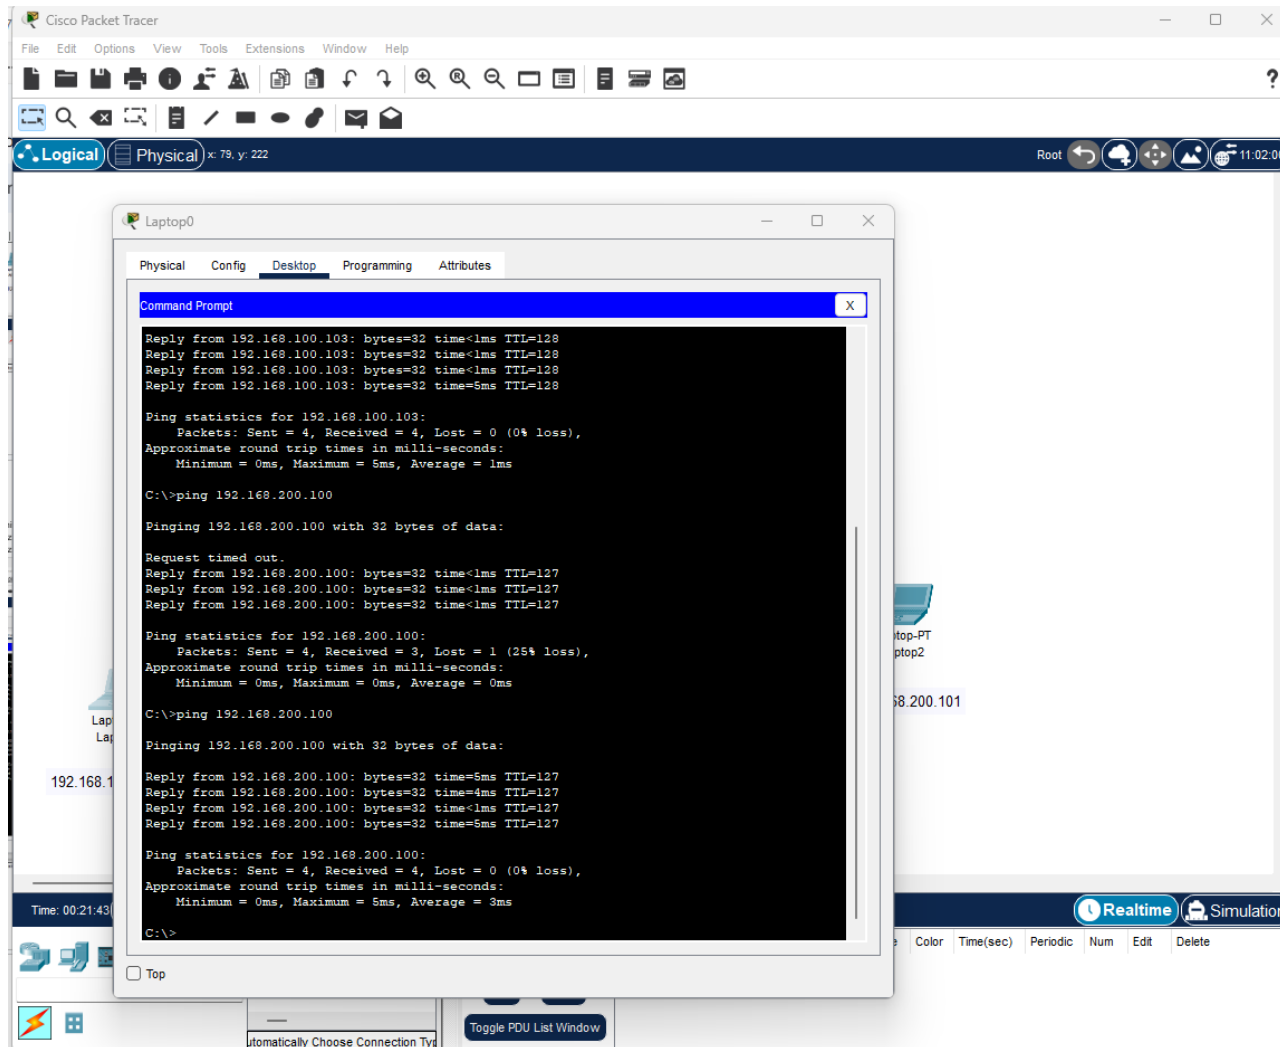 Cisco Packet Tracer
File Edit Options View Tools Extensions Window Help
?
Logical Physical x: 79, y: 222 Root 11:02:0
Laptop0
Physical Config Desktop Programming Attributes
Command Prompt X
Reply from 192.168.100.103: bytes=32 time<1ms TTL=128
Reply from 192.168.100.103: bytes=32 time<1ms TTL=128
Reply from 192.168.100.103: bytes=32 time<1ms TTL=128
Reply from 192.168.100.103: bytes=32 time=5ms TTL=128
Ping statistics for 192.168.100.103:
Packets: Sent = 4, Received = 4, Lost = 0 (0% loss),
Approximate round trip times in milli-seconds:
Minimum = 0ms, Maximum = 5ms, Average = 1ms
C:\>ping 192.168.200.100
Pinging 192.168.200.100 with 32 bytes of data:
Request timed out.
Reply from 192.168.200.100: bytes=32 time<1ms TTL=127
Reply from 192.168.200.100: bytes=32 time<1ms TTL=127
Reply from 192.168.200.100: bytes=32 time<1ms TTL=127
Ping statistics for 192.168.200.100:
Packets: Sent = 4, Received = 3, Lost = 1 (25% loss),
Approximate round trip times in milli-seconds:
Minimum = 0ms, Maximum = 0ms, Average = 0ms
C:\>ping 192.168.200.100
Pinging 192.168.200.100 with 32 bytes of data:
Reply from 192.168.200.100: bytes=32 time=5ms TTL=127
Reply from 192.168.200.100: bytes=32 time=4ms TTL=127
Reply from 192.168.200.100: bytes=32 time<1ms TTL=127
Reply from 192.168.200.100: bytes=32 time=5ms TTL=127
Ping statistics for 192.168.200.100:
Packets: Sent = 4, Received = 4, Lost = 0 (0% loss),
Approximate round trip times in milli-seconds:
Minimum = 0ms, Maximum = 5ms, Average = 3ms
C:\>
Top
top-PT
ptop2
8.200.101
Lap
La
192.168.1
Time: 00:21:43 Realtime Simulation
Color Time(sec) Periodic Num Edit Delete
Toggle PDU List Window
utomatically Choose Connection Typ